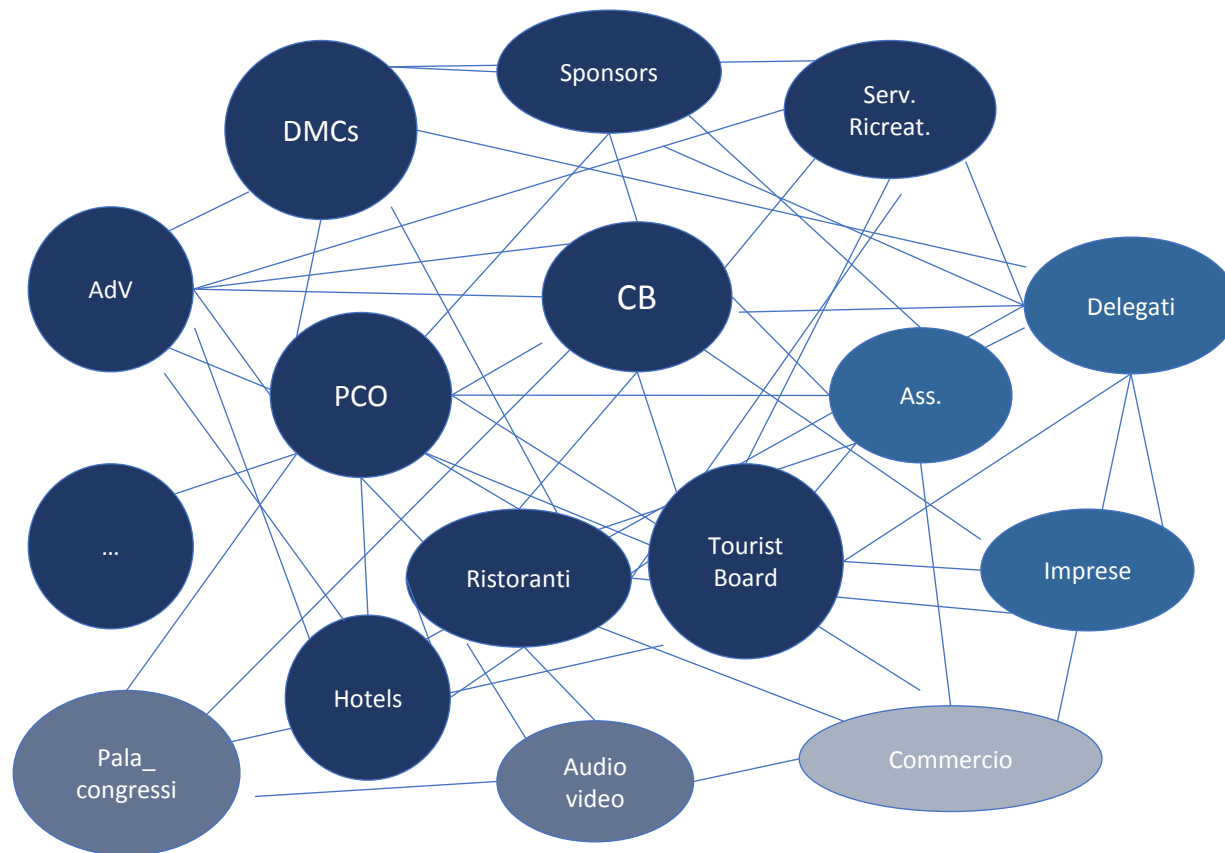 Sponsors
Serv.
Ricreat.
DMCs
AdV
CB
Delegati
PCO
Ass.
...
Ristoranti
Tourist
Board
Imprese
Hotels
Pala_
congressi
Audio
video
Commercio